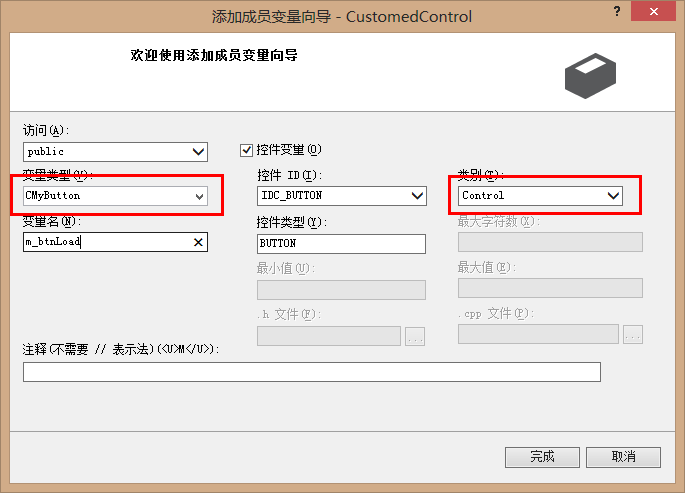 添加成员变量向导 - CustomedControl
? ×
欢迎使用添加成员变量向导
访问(A):
public
控件变量(O)
变量类型(V):
CMyButton
控件 ID(I):
IDC_BUTTON
类别(T):
Control
变量名(N):
m_btnLoad
控件类型(Y):
BUTTON
最大字符数(X):
最小值(U):
最大值(E):
.h 文件(F):
...
.cpp 文件(P):
...
注释(不需要 // 表示法)(<U>M</U>):
完成
取消